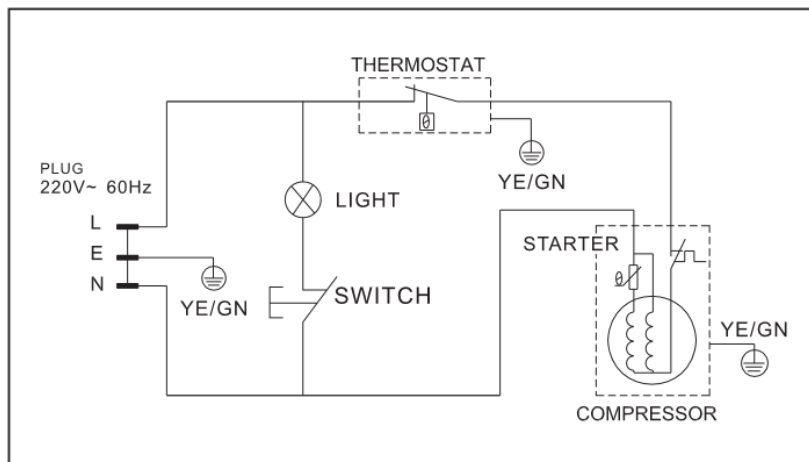 THERMOSTAT
θ
YE/GN
PLUG
220V~ 60Hz
L
E
N
YE/GN
LIGHT
SWITCH
STARTER
θ
YE/GN
COMPRESSOR